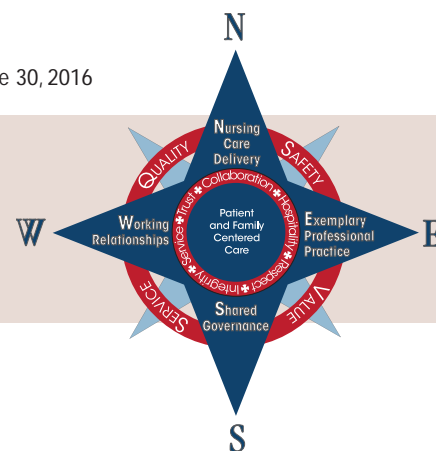 N
e 30, 2016
Nursing
Care
Delivery
QUALITY
SAFETY
Trust ✚ Collaboration ✚ Hospitality ✚ Respect ✚ Integrity ✚ Service ✚
W
Working
Relationships
Patient
and Family
Centered
Care
Exemplary
Professional
Practice
E
Shared
Governance
SERVICE
VALUE
S